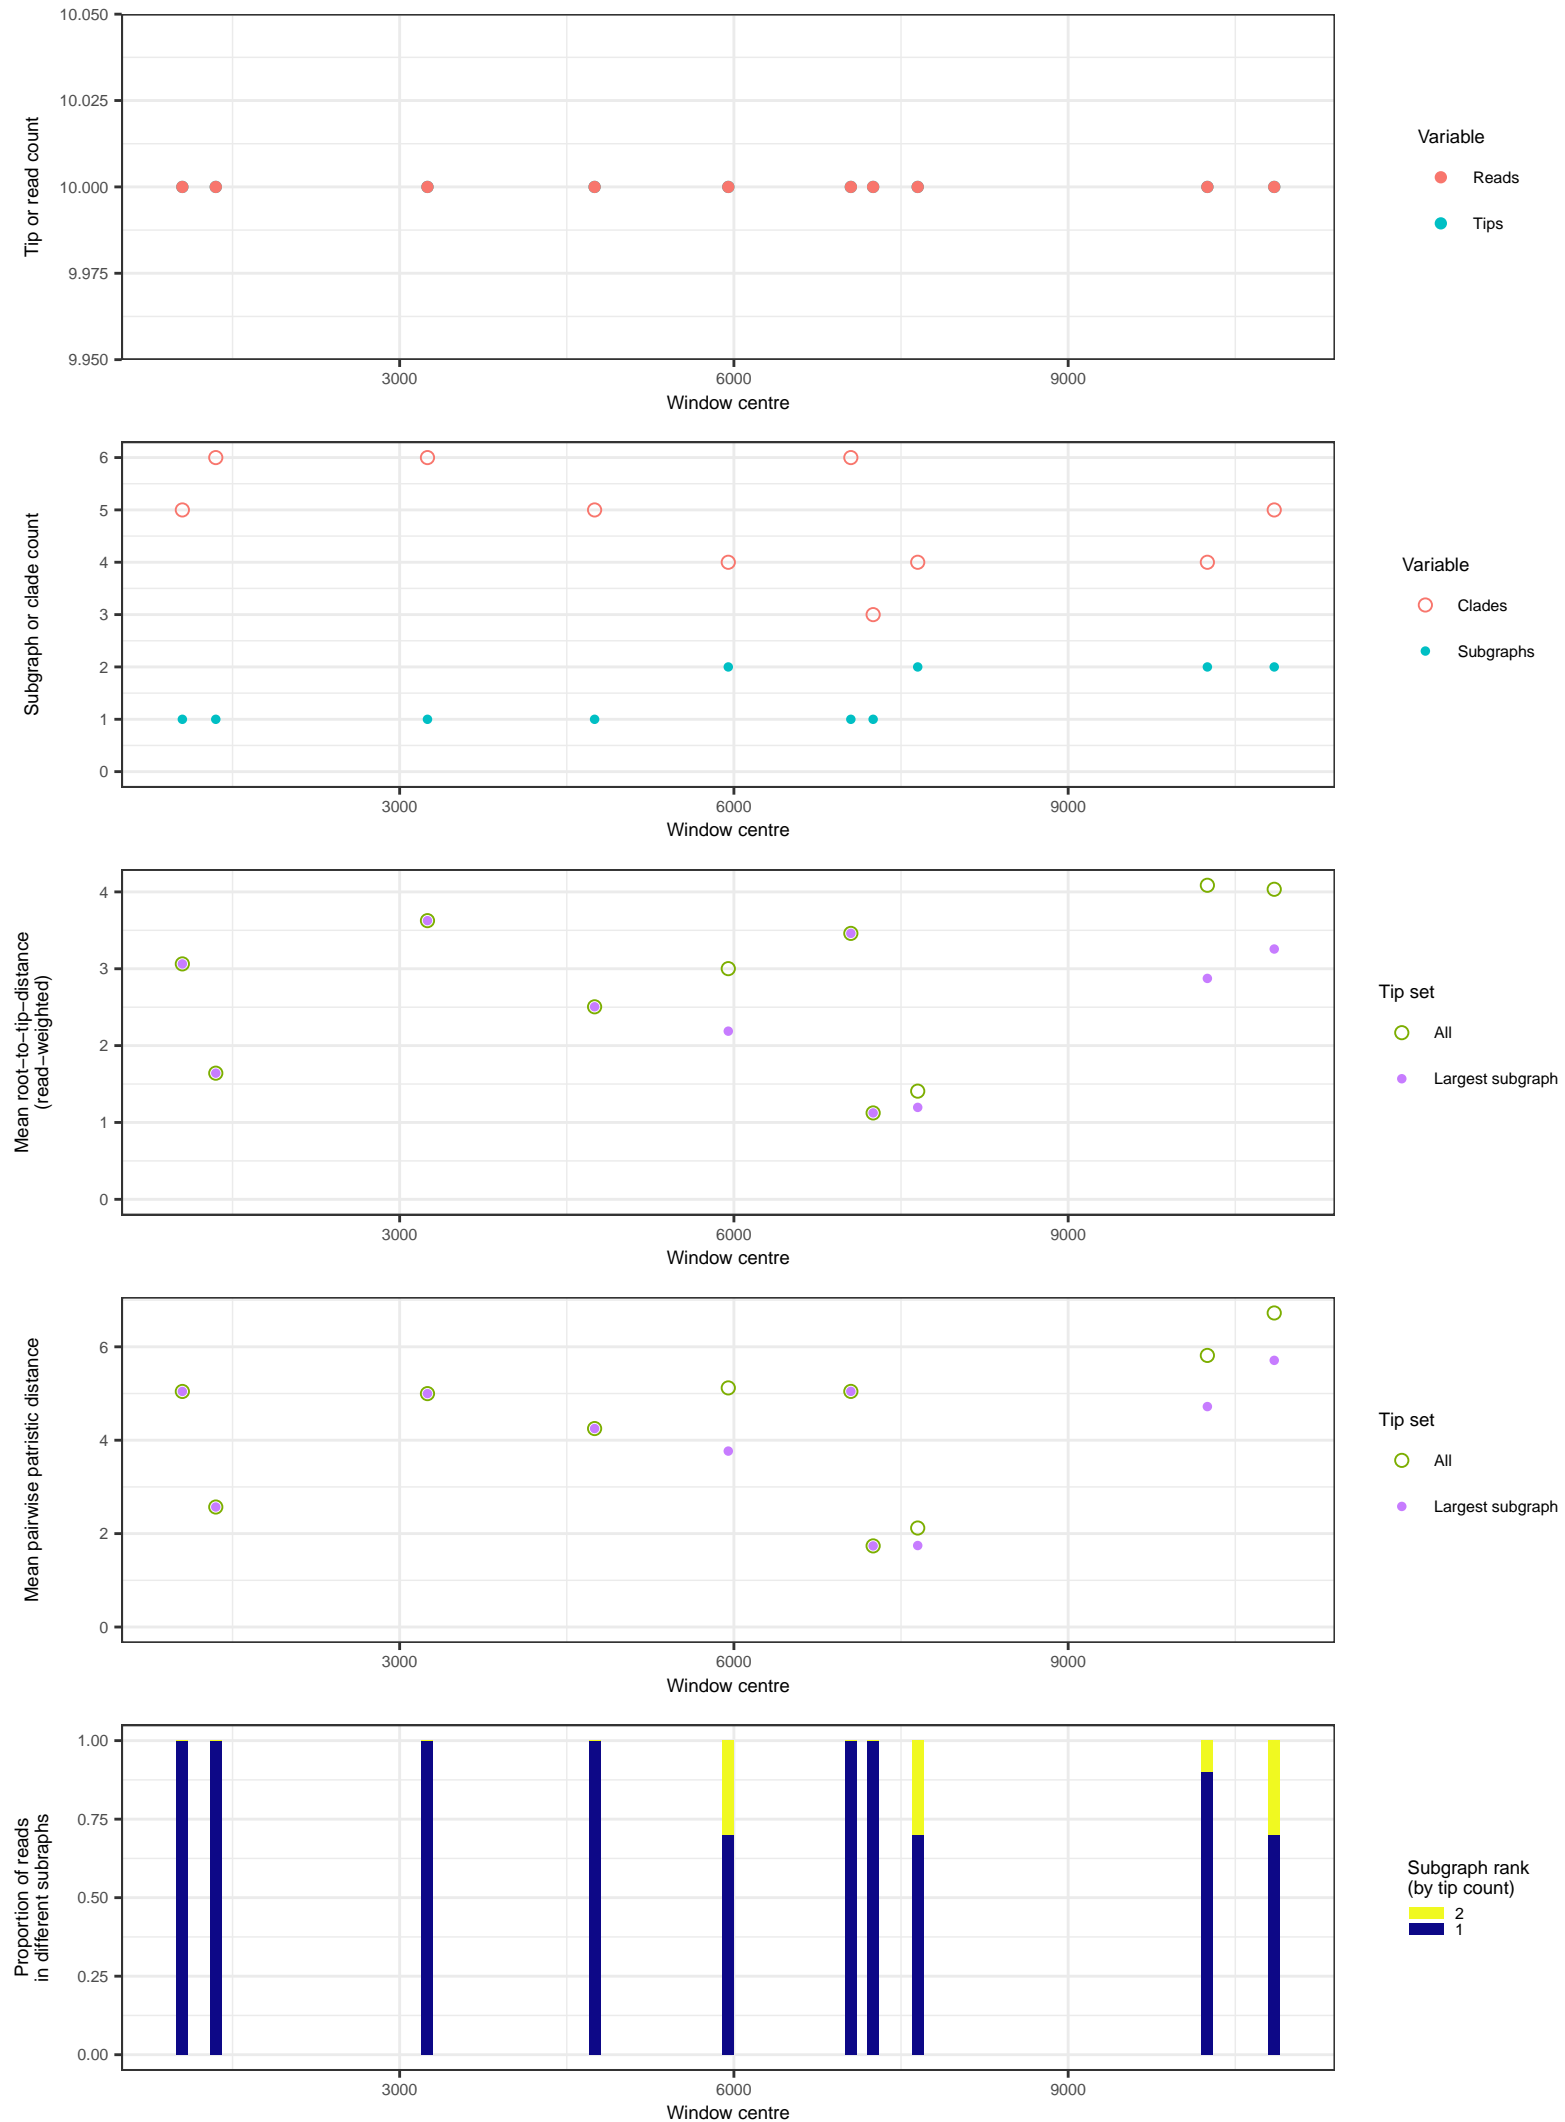 10.050
10.025
10.000
9.975
9.950
Tip or read count
3000 6000 9000
Window centre
Variable
Reads
Tips
6
5
4
3
2
1
0
Subgraph or clade count
3000 6000 9000
Window centre
Variable
Clades
Subgraphs
4
3
2
1
0
Mean root−to−tip−distance
(read−weighted)
3000 6000 9000
Window centre
Tip set
All
Largest subgraph
6
4
2
0
Mean pairwise patristic distance
3000 6000 9000
Window centre
Tip set
All
Largest subgraph
1.00
0.75
0.50
0.25
0.00
Proportion of reads
in different subraphs
3000 6000 9000
Window centre
Subgraph rank
(by tip count)
2
1